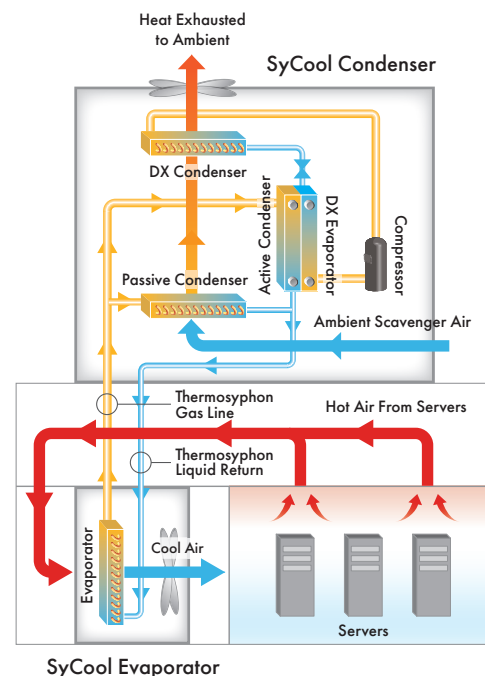 Heat Exhausted
to Ambient
SyCool Condenser
DX Condenser
Active Condenser
DX Evaporator
Compressor
Passive Condenser
Ambient Scavenger Air
Thermosyphon
Gas Line
Hot Air From Servers
Thermosyphon
Liquid Return
Evaporator
Cool Air
Servers
SyCool Evaporator